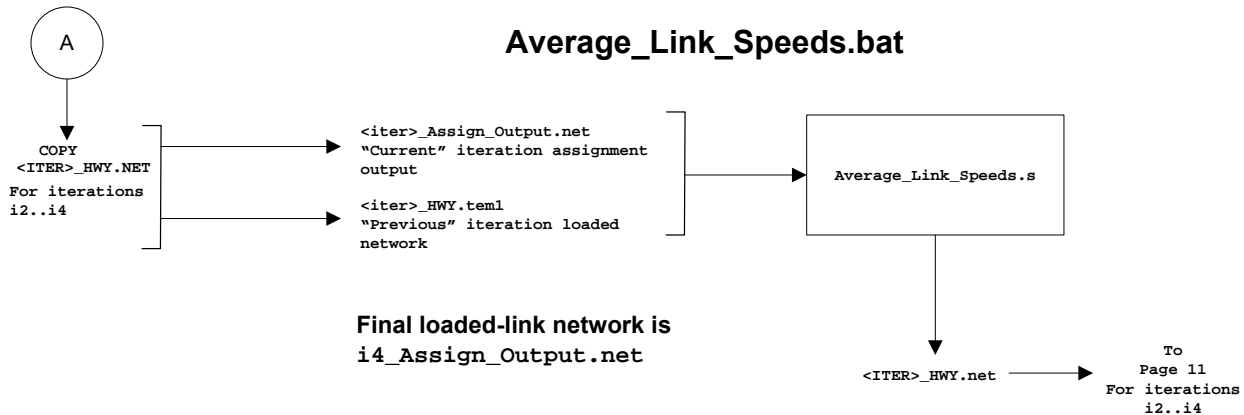 A
Average_Link_Speeds.bat
COPY
<ITER>_HWY.NET
For iterations
i2..i4
<iter>_Assign_Output.net
“Current” iteration assignment
output
<iter>_HWY.tem1
“Previous” iteration loaded
network
Average_Link_Speeds.s
Final loaded-link network is
i4_Assign_Output.net
<ITER>_HWY.net
To
Page 11
For iterations
i2..i4